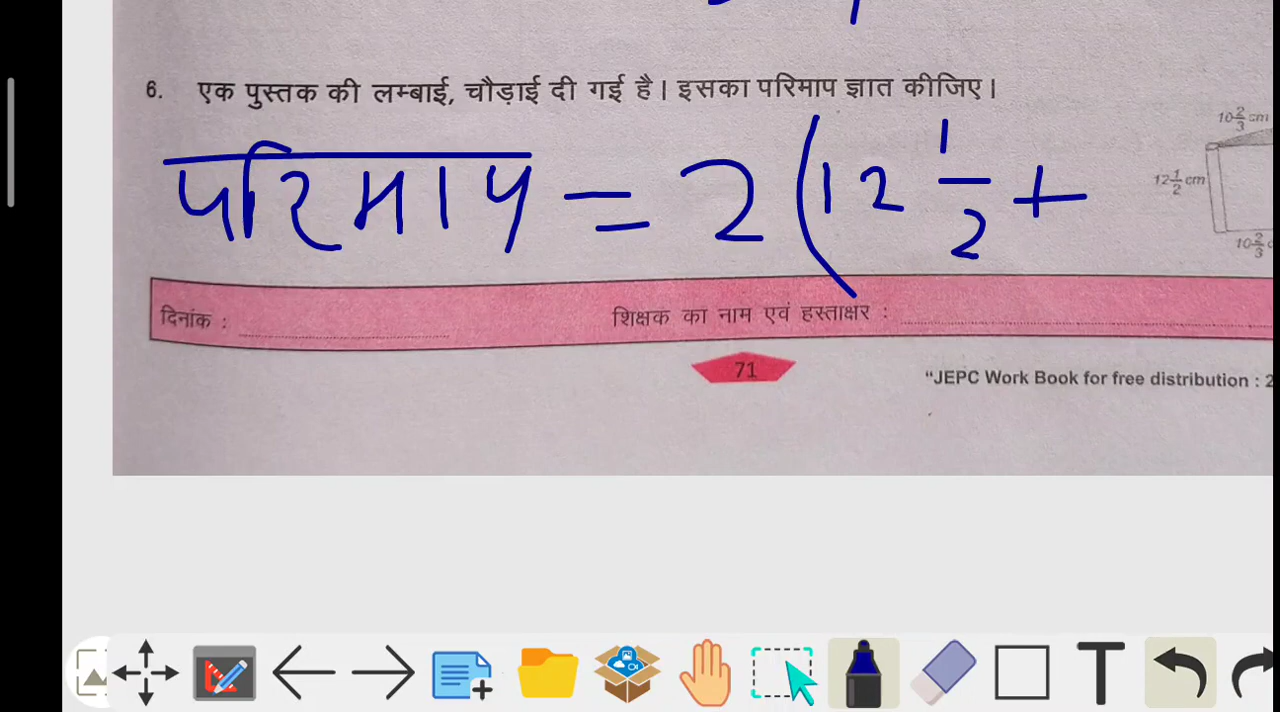 6. एक पुस्तक की लम्बाई, चौड़ाई दी गई है। इसका परिमाप ज्ञात कीजिए।
10 2/3 cm
परिमाप = 2 ( 12 1/2 +
12 1/2 cm
10 2/3 c
दिनांक :
शिक्षक का नाम एवं हस्ताक्षर :
71
"JEPC Work Book for free distribution : 2
T